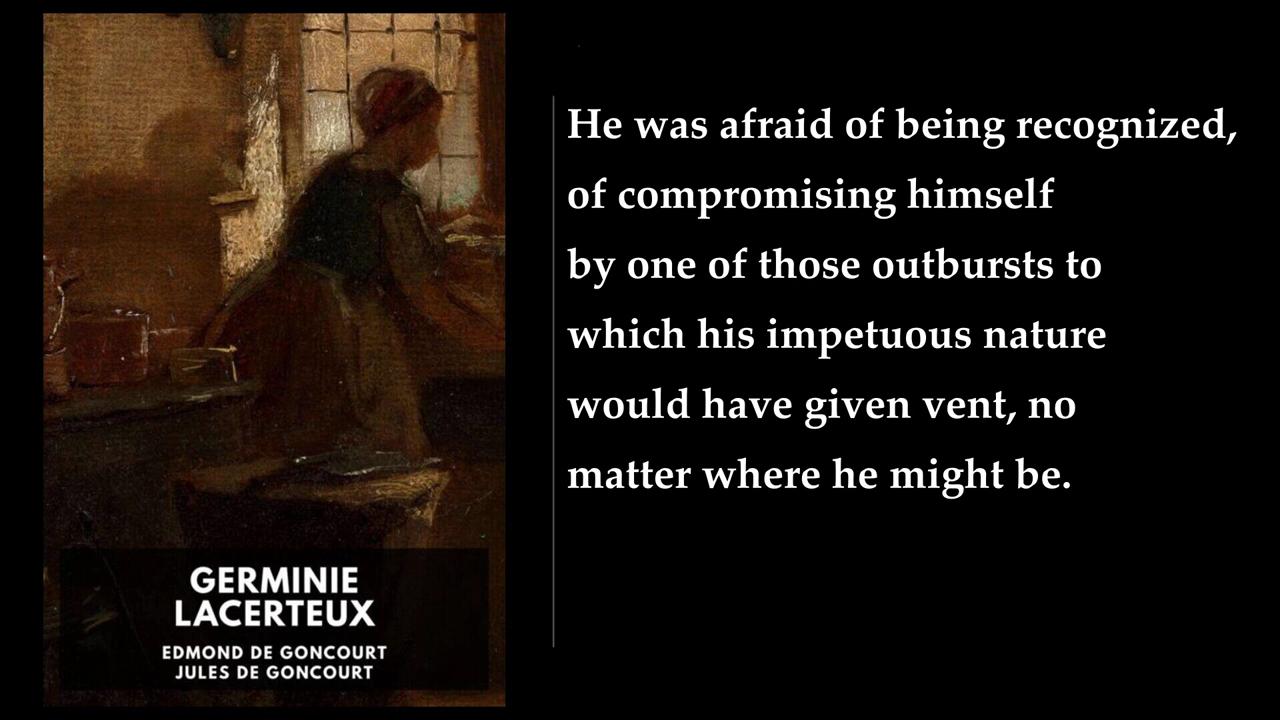 GERMINIE
LACERTEUX
EDMOND DE GONCOURT
JULES DE GONCOURT
He was afraid of being recognized,
of compromising himself
by one of those outbursts to
which his impetuous nature
would have given vent, no
matter where he might be.